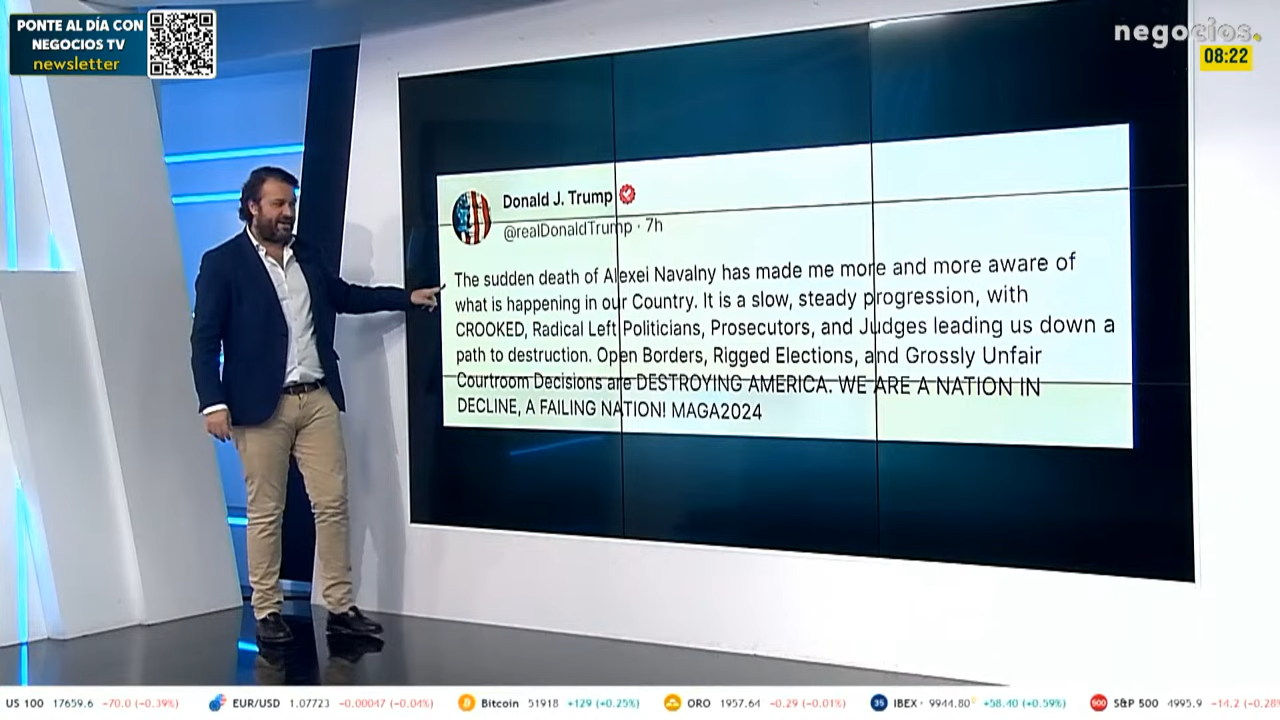 PONTE AL DÍA CON
NEGOCIOS TV
newsletter
negocios.
08:22
Donald J. Trump
@realDonaldTrump · 7h
The sudden death of Alexei Navalny has made me more and more aware of
what is happening in our Country. It is a slow, steady progression, with
CROOKED, Radical Left Politicians, Prosecutors, and Judges leading us down a
path to destruction. Open Borders, Rigged Elections, and Grossly Unfair
Courtroom Decisions are DESTROYING AMERICA. WE ARE A NATION IN
DECLINE, A FAILING NATION! MAGA2024
US 100 17659.6 -70.0 (-0.39%) EUR/USD 1.07723 -0.00047 (-0.04%) Bitcoin 51918 +129 (+0.25%) ORO 1957.64 -0.29 (-0.01%) 35 IBEX 9944.80 +58.40 (+0.59%) 500 S&P 500 4995.9 -14.2 (-0.28%